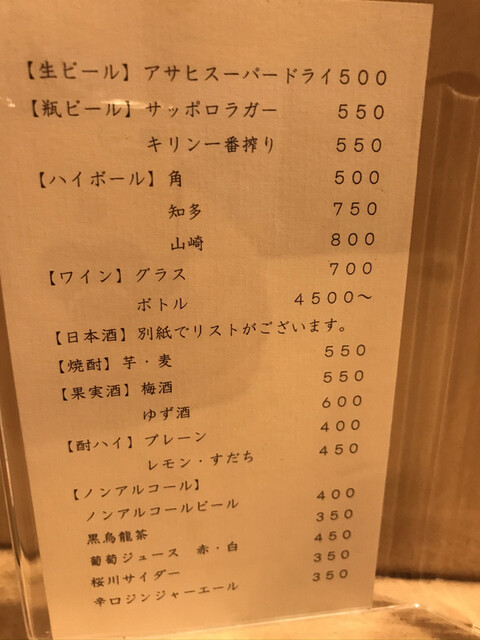 【生ビール】アサヒスーパードライ500
【瓶ビール】サッポロラガー 550
キリン一番搾り 550
【ハイボール】角 500
知多 750
山崎 800
【ワイン】グラス 700
ボトル 4500〜
【日本酒】別紙でリストがございます。
【焼酎】芋・麦 550
【果実酒】梅酒 550
ゆず酒 600
【酎ハイ】プレーン 400
レモン・すだち 450
【ノンアルコール】
ノンアルコールビール 400
黒烏龍茶 350
葡萄ジュース 赤・白 450
桜川サイダー 350
辛口ジンジャーエール 350